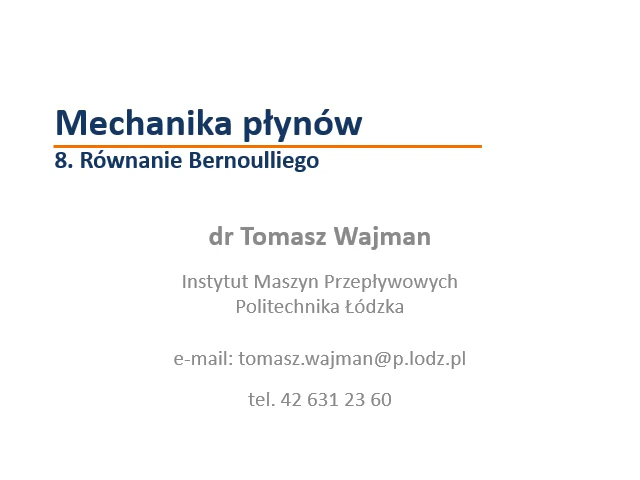 Mechanika płynów
8. Równanie Bernoulliego
dr Tomasz Wajman
Instytut Maszyn Przepływowych
Politechnika Łódzka
e-mail: tomasz.wajman@p.lodz.pl
tel. 42 631 23 60